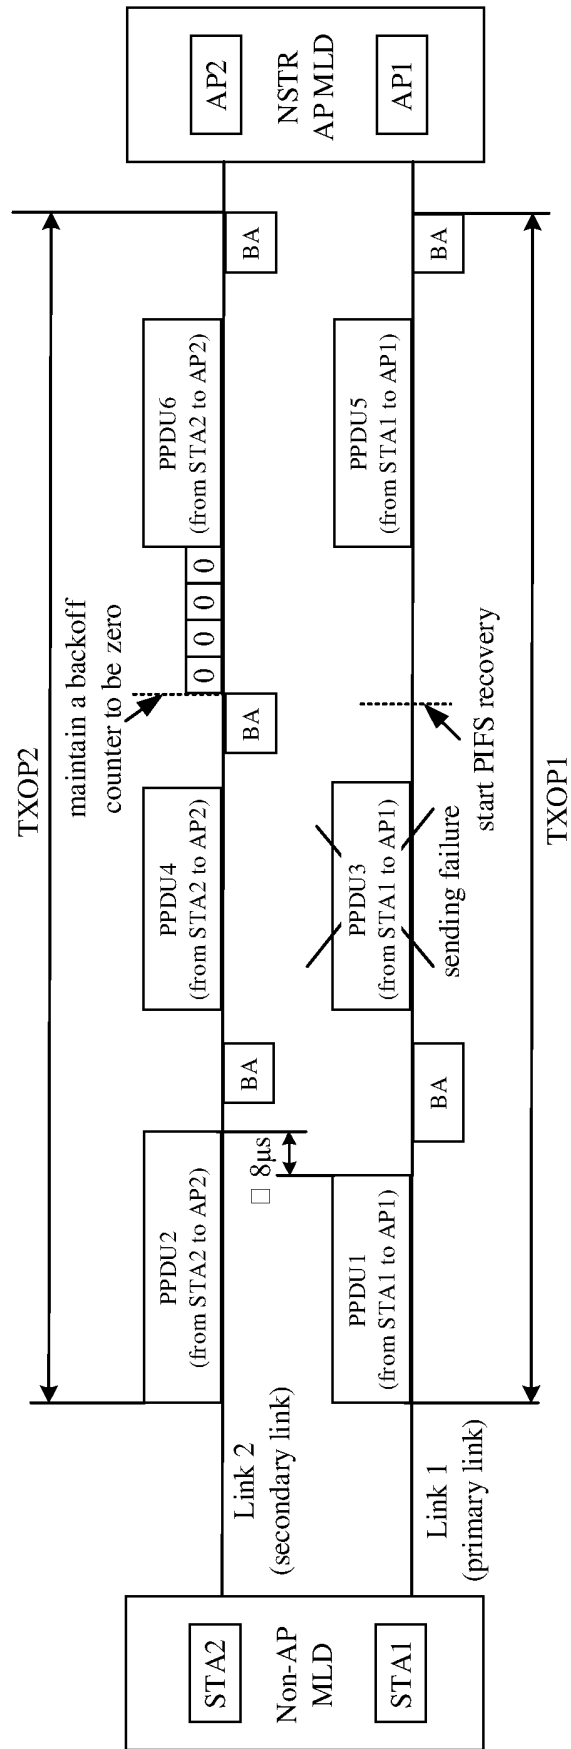 TXOP2
maintain a backoff
counter to be zero
PPDU2
(from STA2 to AP2)
PPDU4
(from STA2 to AP2)
0
0
0
0
PPDU6
(from STA2 to AP2)
STA2
Non-AP
MLD
STA1
Link 2
(secondary link)
BA
BA
BA
AP2
NSTR
AP MLD
AP1
□ 8μs
PPDU1
(from STA1 to AP1)
PPDU3
(from STA1 to AP1)
PPDU5
(from STA1 to AP1)
Link 1
(primary link)
BA
BA
sending failure
start PIFS recovery
TXOP1